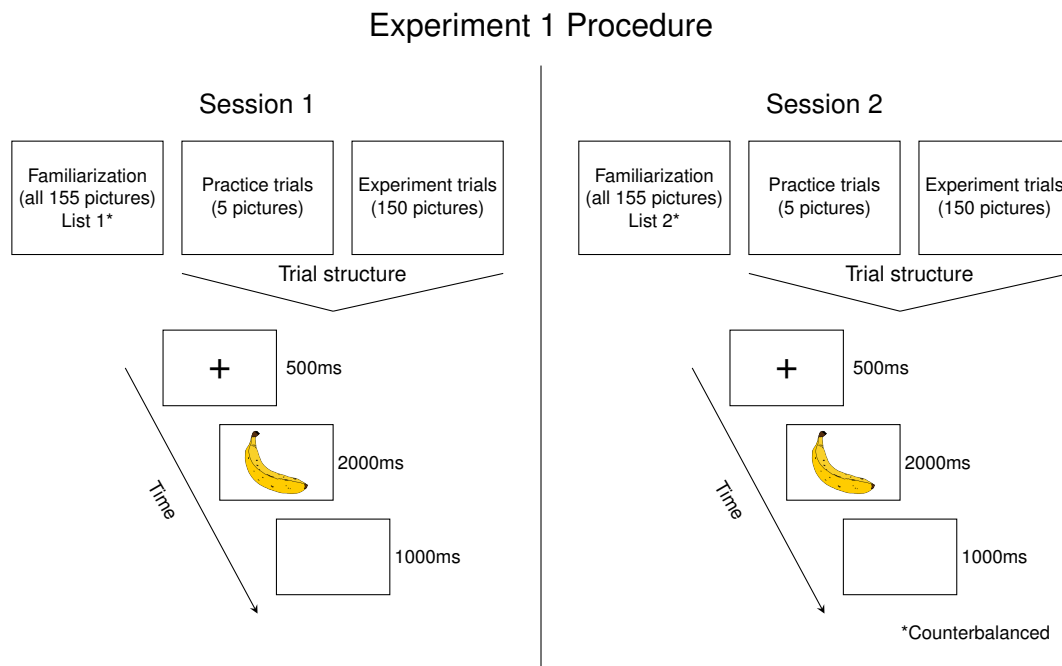 Experiment 1 Procedure
Session 1
Familiarization
(all 155 pictures)
List 1*
Practice trials
(5 pictures)
Experiment trials
(150 pictures)
Trial structure
+
500ms
2000ms
1000ms
Time
Session 2
Familiarization
(all 155 pictures)
List 2*
Practice trials
(5 pictures)
Experiment trials
(150 pictures)
Trial structure
+
500ms
2000ms
1000ms
Time
*Counterbalanced